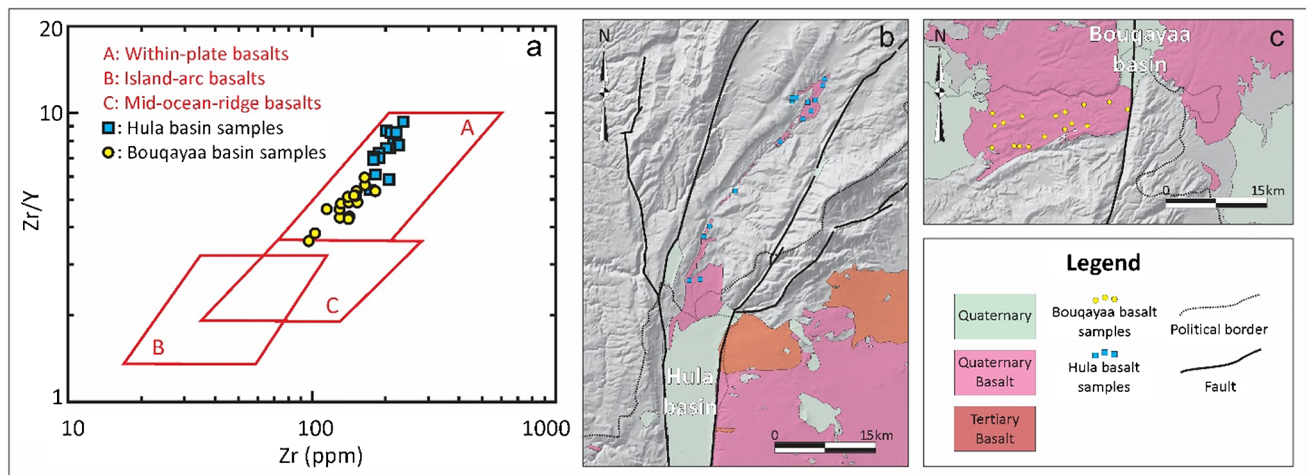 20
10
1
Zr/Y
10
100
1000
Zr (ppm)
a
A: Within-plate basalts
B: Island-arc basalts
C: Mid-ocean-ridge basalts
: Hula basin samples
: Bouqayaa basin samples
A
B
C
N
b
Hula
basin
0 15km
N
c
Bouqayaa
basin
0 15km
Legend
Quaternary
Quaternary
Basalt
Tertiary
Basalt
Bouqayaa basalt
samples
Hula basalt
samples
Political border
Fault